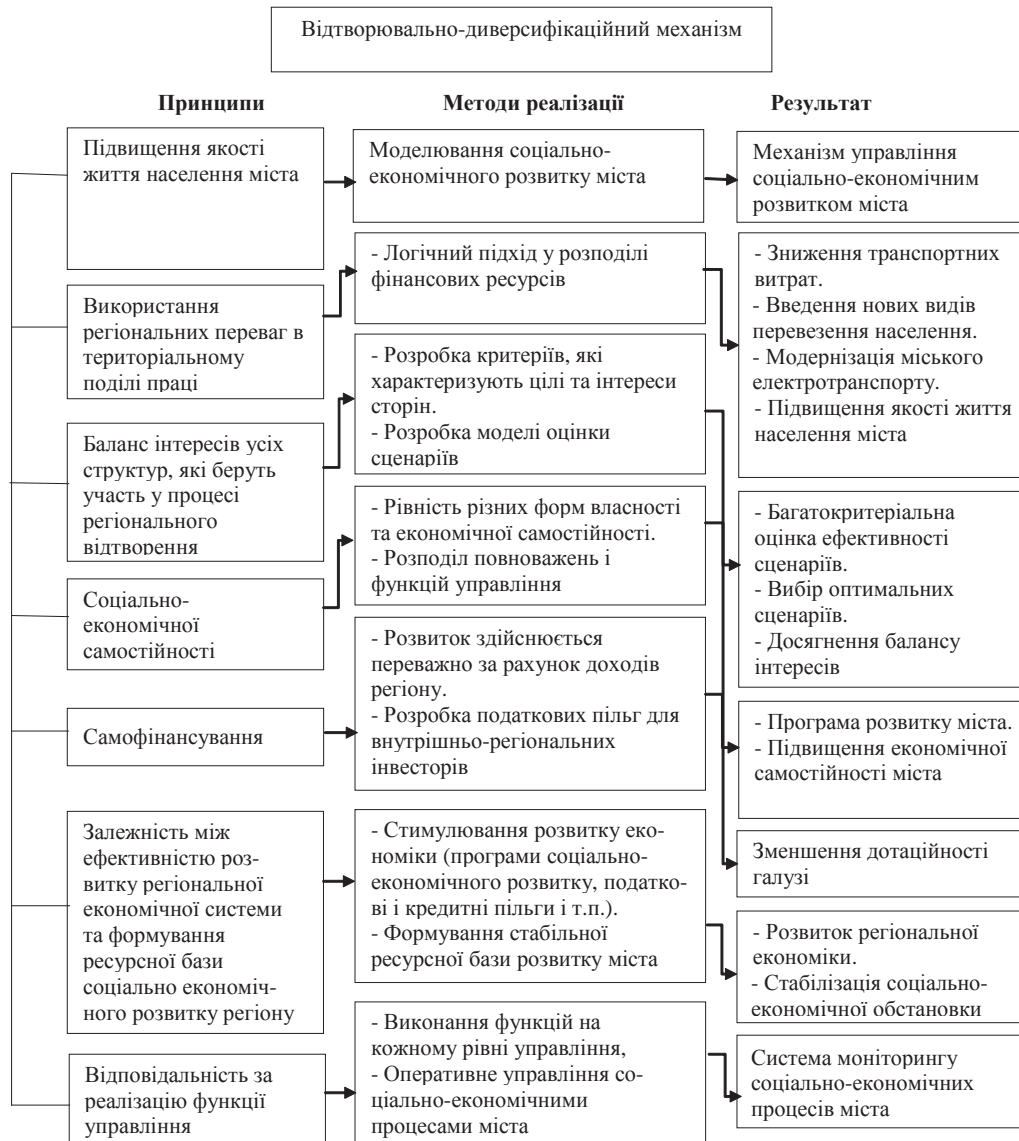 Відтворювально-диверсифікаційний механізм
Принципи
Методи реалізації
Результат
Підвищення якості
життя населення міста
Моделювання соціально-
економічного розвитку міста
Механізм управління
соціально-економічним
розвитком міста
Використання
регіональних переваг в
територіальному
поділі праці
- Логічний підхід у розподілі
фінансових ресурсів
- Зниження транспортних
витрат.
- Введення нових видів
перевезення населення.
- Модернізація міського
електротранспорту.
- Підвищення якості життя
населення міста
Баланс інтересів усіх
структур, які беруть
участь у процесі
регіонального
відтворення
- Розробка критеріїв, які
характеризують цілі та інтереси
сторін.
- Розробка моделі оцінки
сценаріїв
- Багатокритеріальна
оцінка ефективності
сценаріїв.
- Вибір оптимальних
сценаріїв.
- Досягнення балансу
інтересів
Соціально-
економічної
самостійності
- Рівність різних форм власності
та економічної самостійності.
- Розподіл повноважень і
функцій управління
- Програма розвитку міста.
- Підвищення економічної
самостійності міста
Самофінансування
- Розвиток здійснюється
переважно за рахунок доходів
регіону.
- Розробка податкових пільг для
внутрішньо-регіональних
інвесторів
Зменшення дотаційності
галузі
Залежність між
ефективністю роз-
витку регіональної
економічної системи
та формування
ресурсної бази
соціально економіч-
ного розвитку регіону
- Стимулювання розвитку еко-
номіки (програми соціально-
економічного розвитку, податко-
ві і кредитні пільги і т.п.).
- Формування стабільної
ресурсної бази розвитку міста
- Розвиток регіональної
економіки.
- Стабілізація соціально-
економічної обстановки
Відповідальність за
реалізацію функції
управління
- Виконання функцій на
кожному рівні управління,
- Оперативне управління со-
ціально-економічними
процесами міста
Система моніторингу
соціально-економічних
процесів міста